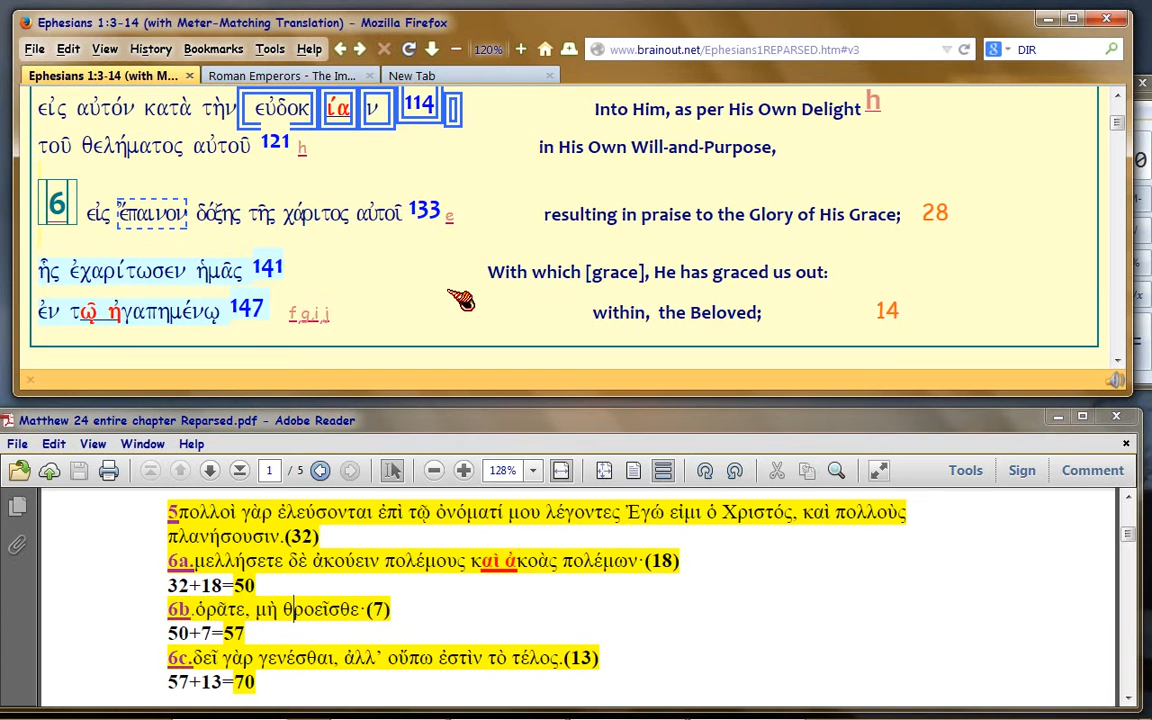 Ephesians 1:3-14 (with Meter-Matching Translation) - Mozilla Firefox
File Edit View History Bookmarks Tools Help 120% www.brainout.net/Ephesians1REPARSED.htm#v3 DIR
Ephesians 1:3-14 (with M... × Roman Emperors - The Im... × New Tab ×
εἰς αὐτόν κατὰ τὴν εὐδοκίαν 114 Into Him, as per His Own Delight h
τοῦ θελήματος αὐτοῦ 121 h in His Own Will-and-Purpose,
6 εἰς ἔπαινον δόξης τῆς χάριτος αὐτοῖ 133 e resulting in praise to the Glory of His Grace; 28
ἧς ἐχαρίτωσεν ἡμᾶς 141 With which [grace], He has graced us out:
ἐν τῷ ἠγαπημένῳ 147 f g i j within, the Beloved; 14
Matthew 24 entire chapter Reparsed.pdf - Adobe Reader
File Edit View Window Help
1 / 5 128% Tools Sign Comment
5πολλοὶ γὰρ ἐλεύσονται ἐπὶ τῷ ὀνόματί μου λέγοντες Ἐγώ εἰμι ὁ Χριστός, καὶ πολλοὺς
πλανήσουσιν.(32)
6a.μελλήσετε δὲ ἀκούειν πολέμους καὶ ἀκοὰς πολέμων·(18)
32+18=50
6b.ὁρᾶτε, μὴ θροεῖσθε·(7)
50+7=57
6c.δεῖ γὰρ γενέσθαι, ἀλλ’ οὔπω ἐστὶν τὸ τέλος.(13)
57+13=70